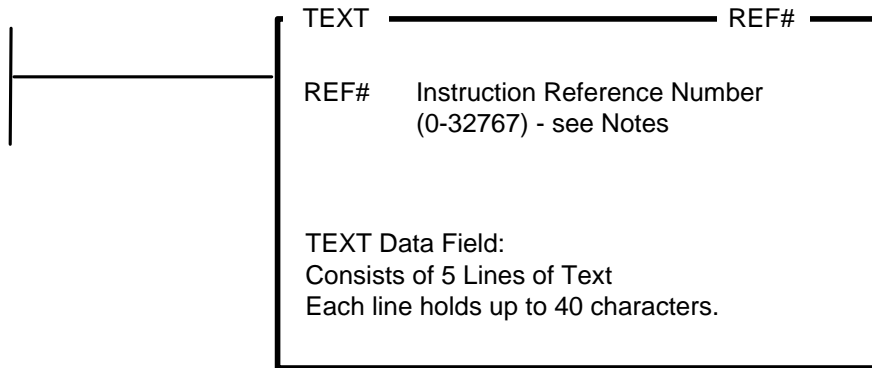 TEXT REF#
REF# Instruction Reference Number
(0-32767) - see Notes
TEXT Data Field:
Consists of 5 Lines of Text
Each line holds up to 40 characters.